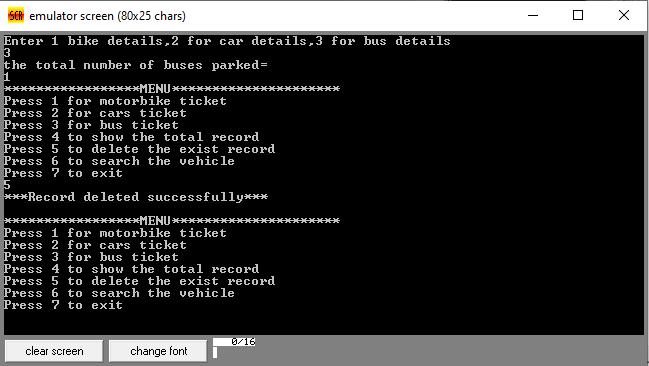 SCR emulator screen (80x25 chars)
Enter 1 bike details,2 for car details,3 for bus details
3
the total number of buses parked=
1
*****************MENU*********************
Press 1 for motorbike ticket
Press 2 for cars ticket
Press 3 for bus ticket
Press 4 to show the total record
Press 5 to delete the exist record
Press 6 to search the vehicle
Press 7 to exit
5
***Record deleted successfully***
*****************MENU*********************
Press 1 for motorbike ticket
Press 2 for cars ticket
Press 3 for bus ticket
Press 4 to show the total record
Press 5 to delete the exist record
Press 6 to search the vehicle
Press 7 to exit
clear screen change font 0/16